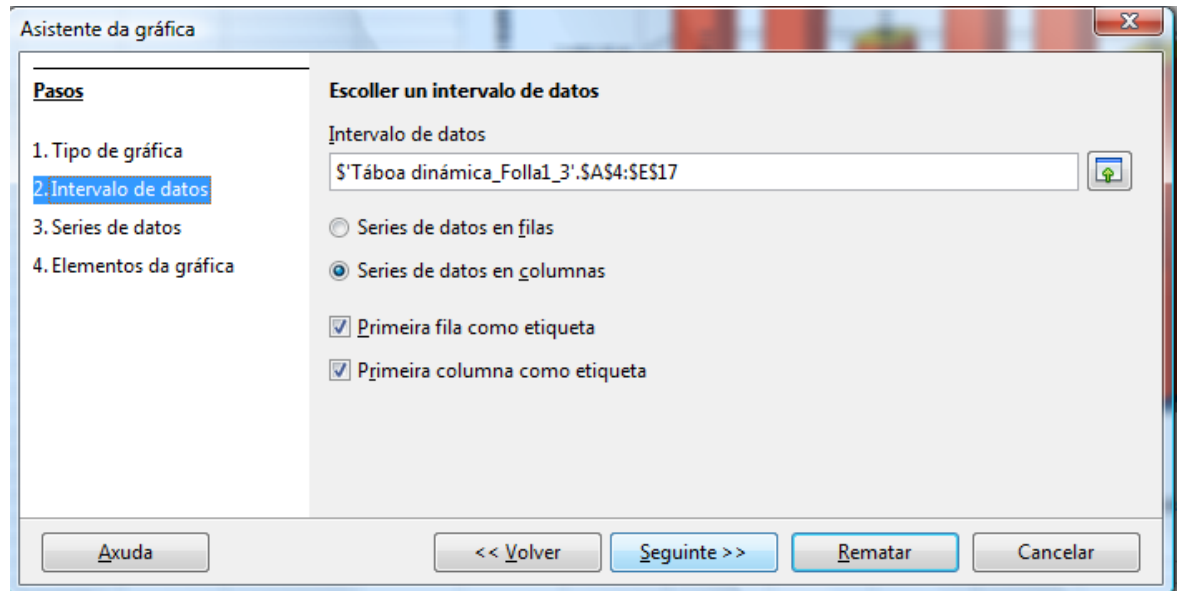 Asistente da gráfica
Pasos
1. Tipo de gráfica
2. Intervalo de datos
3. Series de datos
4. Elementos da gráfica
Escoller un intervalo de datos
Intervalo de datos
$'Táboa dinámica_Folla1_3'.$A$4:$E$17
Series de datos en filas
Series de datos en columnas
Primeira fila como etiqueta
Primeira columna como etiqueta
Axuda
<< Volver
Seguinte >>
Rematar
Cancelar